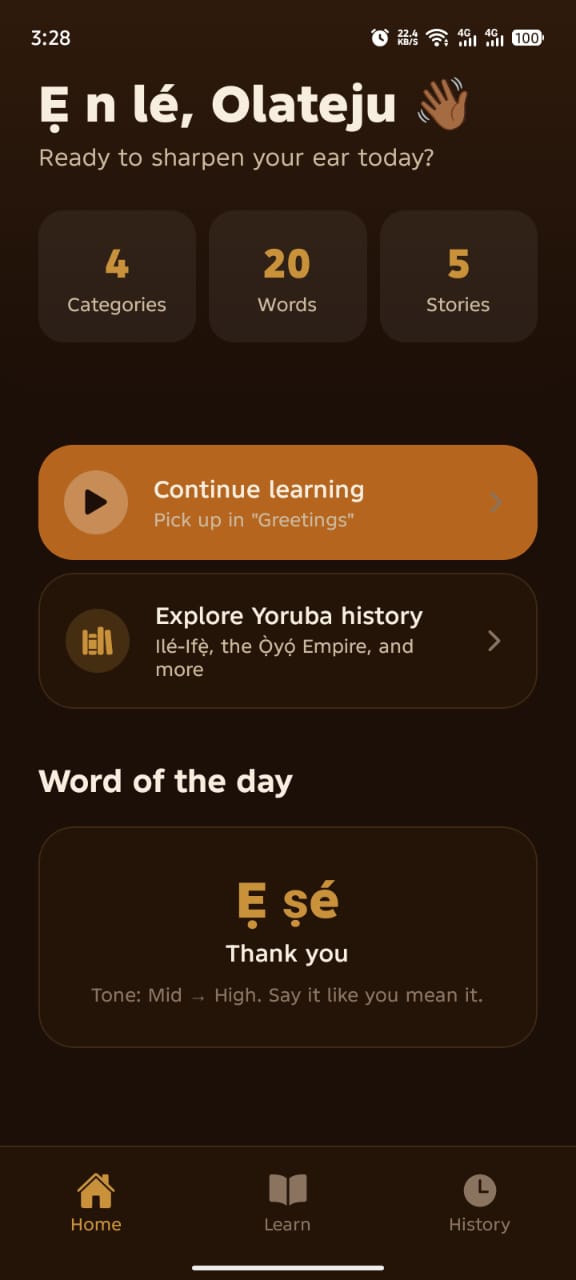 3:28
22.4 KB/S 4G 4G 100
Ẹ n lé, Olateju 👋🏾
Ready to sharpen your ear today?
4 20 5
Categories Words Stories
Continue learning
Pick up in "Greetings"
Explore Yoruba history
Ilé-Ifẹ̀, the Ọ̀yọ́ Empire, and
more
Word of the day
Ẹ ṣé
Thank you
Tone: Mid → High. Say it like you mean it.
Home Learn History